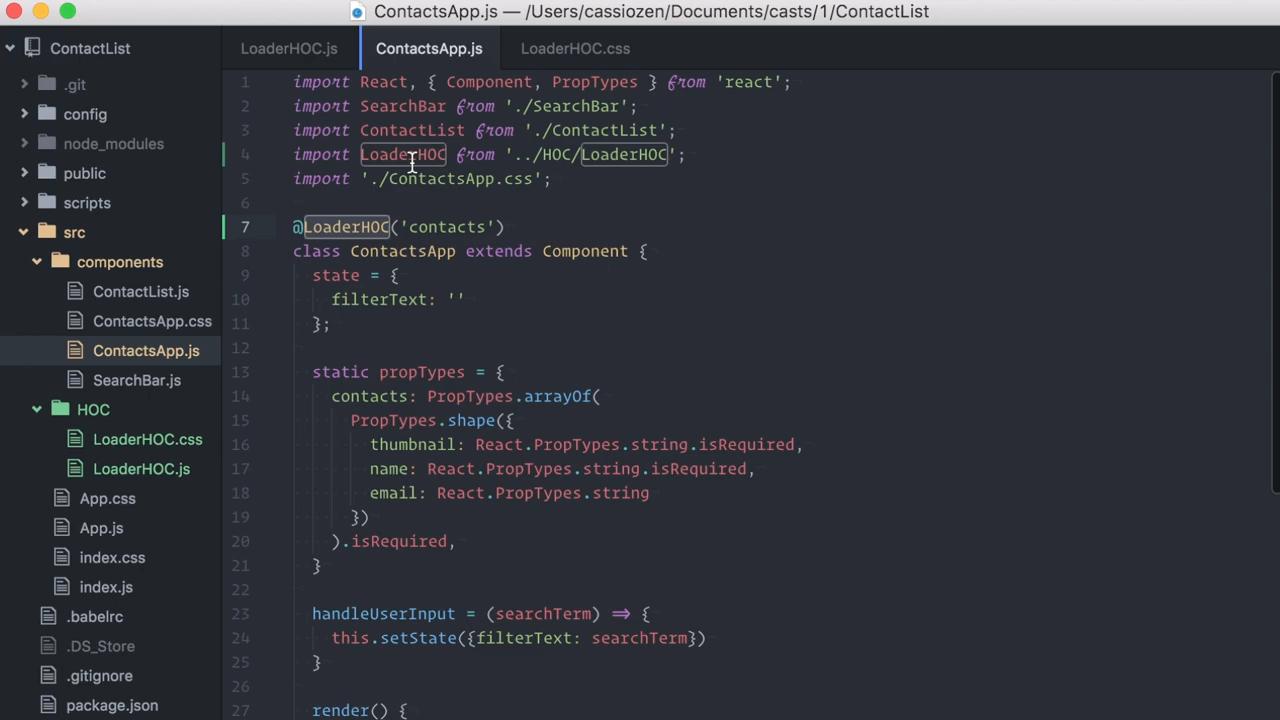 ContactsApp.js — /Users/cassiozen/Documents/casts/1/ContactList
ContactList
.git
config
node_modules
public
scripts
src
components
ContactList.js
ContactsApp.css
ContactsApp.js
SearchBar.js
HOC
LoaderHOC.css
LoaderHOC.js
App.css
App.js
index.css
index.js
.babelrc
.DS_Store
.gitignore
package.json
LoaderHOC.js ContactsApp.js LoaderHOC.css
1 import React, { Component, PropTypes } from 'react';
2 import SearchBar from './SearchBar';
3 import ContactList from './ContactList';
4 import LoaderHOC from '../HOC/LoaderHOC';
5 import './ContactsApp.css';
6
7 @LoaderHOC('contacts')
8 class ContactsApp extends Component {
9 state = {
10 filterText: ''
11 };
12
13 static propTypes = {
14 contacts: PropTypes.arrayOf(
15 PropTypes.shape({
16 thumbnail: React.PropTypes.string.isRequired,
17 name: React.PropTypes.string.isRequired,
18 email: React.PropTypes.string
19 })
20 ).isRequired,
21 }
22
23 handleUserInput = (searchTerm) => {
24 this.setState({filterText: searchTerm})
25 }
26
27 render() {